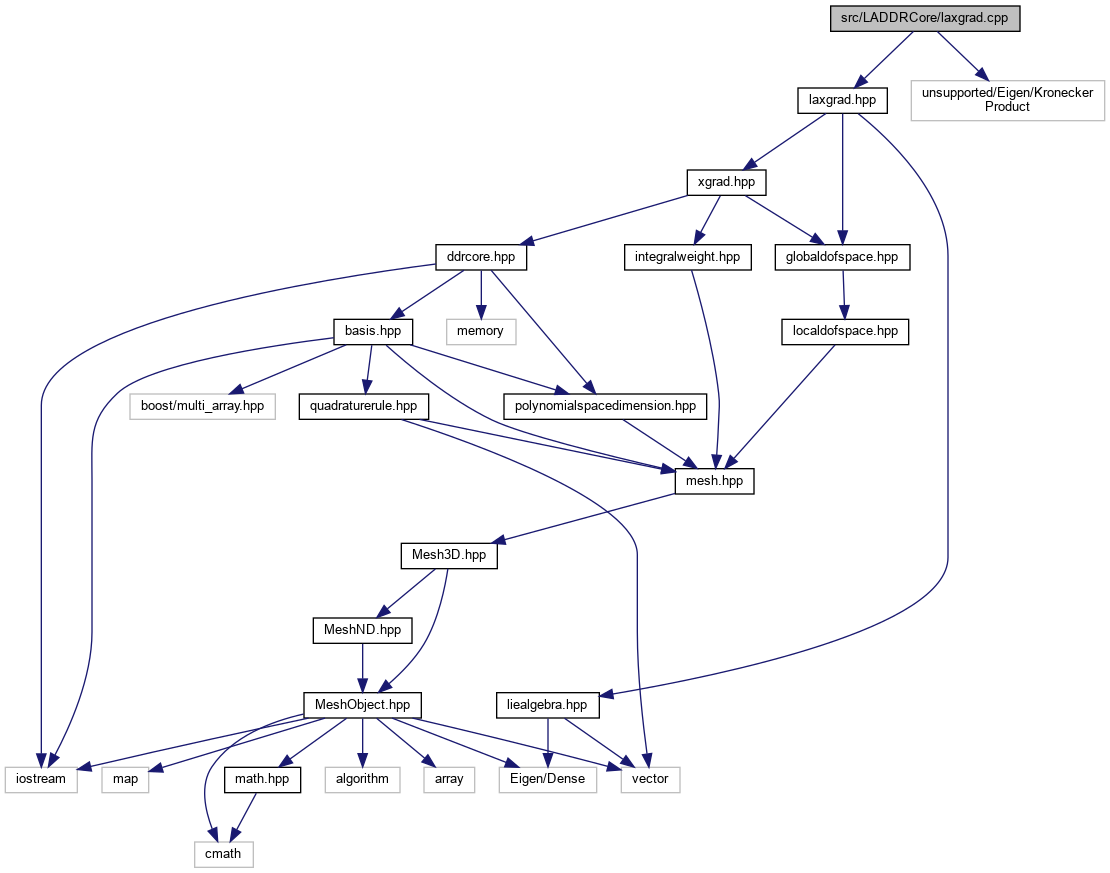 src/LADDRCore/laxgrad.cpp
laxgrad.hpp
unsupported/Eigen/Kronecker
Product
xgrad.hpp
ddrcore.hpp
integralweight.hpp
globaldofspace.hpp
basis.hpp
memory
localdofspace.hpp
boost/multi_array.hpp
quadraturerule.hpp
polynomialspacedimension.hpp
mesh.hpp
Mesh3D.hpp
MeshND.hpp
MeshObject.hpp
liealgebra.hpp
iostream
map
math.hpp
algorithm
array
Eigen/Dense
vector
cmath